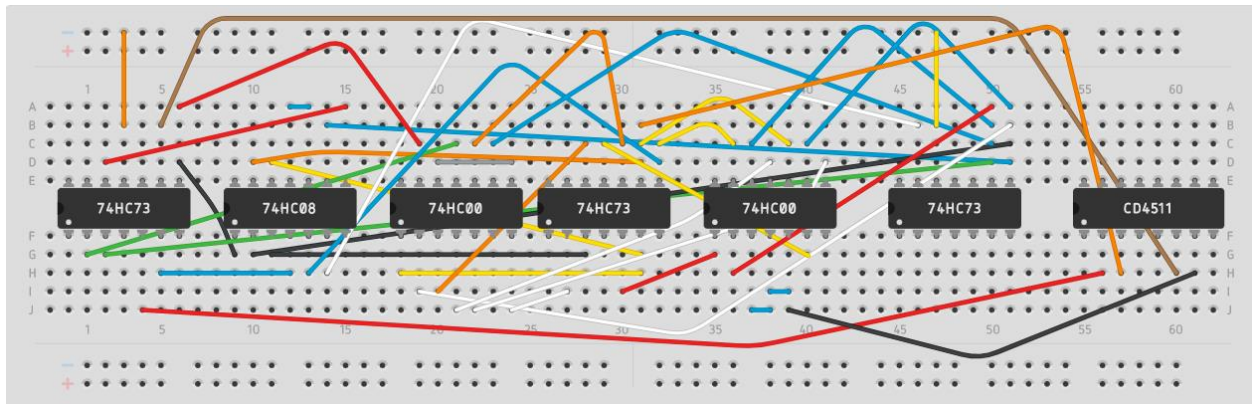 − −
+ +
1 5 10 15 20 25 30 35 40 45 50 55 60
A A
B B
C C
D D
E E
74HC73 74HC08 74HC00 74HC73 74HC00 74HC73 CD4511
F F
G G
H H
I I
J J
1 5 10 15 20 25 30 35 40 45 50 55 60
− −
+ +